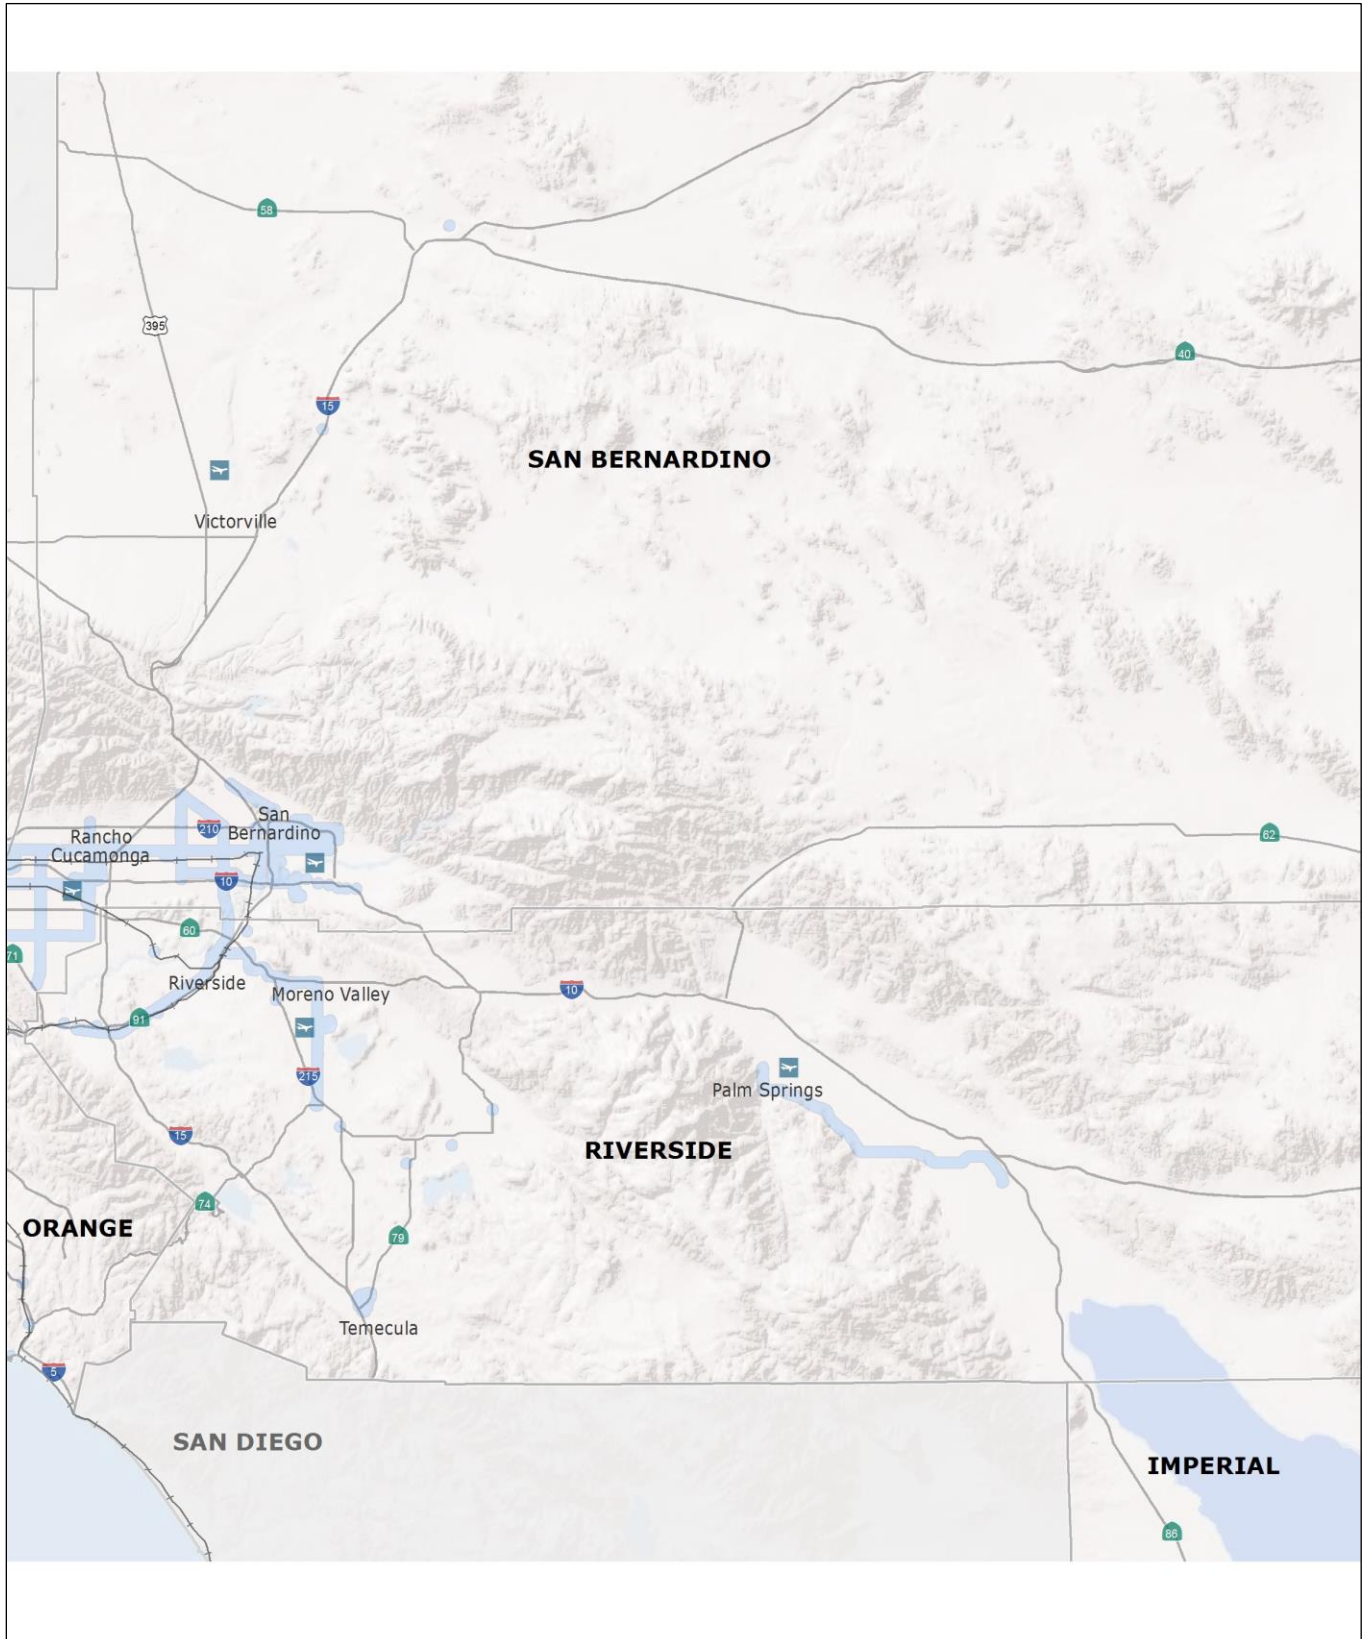 58
395
40
15
SAN BERNARDINO
Victorville
San
Bernardino
210
Rancho
Cucamonga
62
10
60
71
Riverside
Moreno Valley
10
91
215
Palm Springs
15
RIVERSIDE
74
ORANGE
79
Temecula
5
SAN DIEGO
IMPERIAL
86